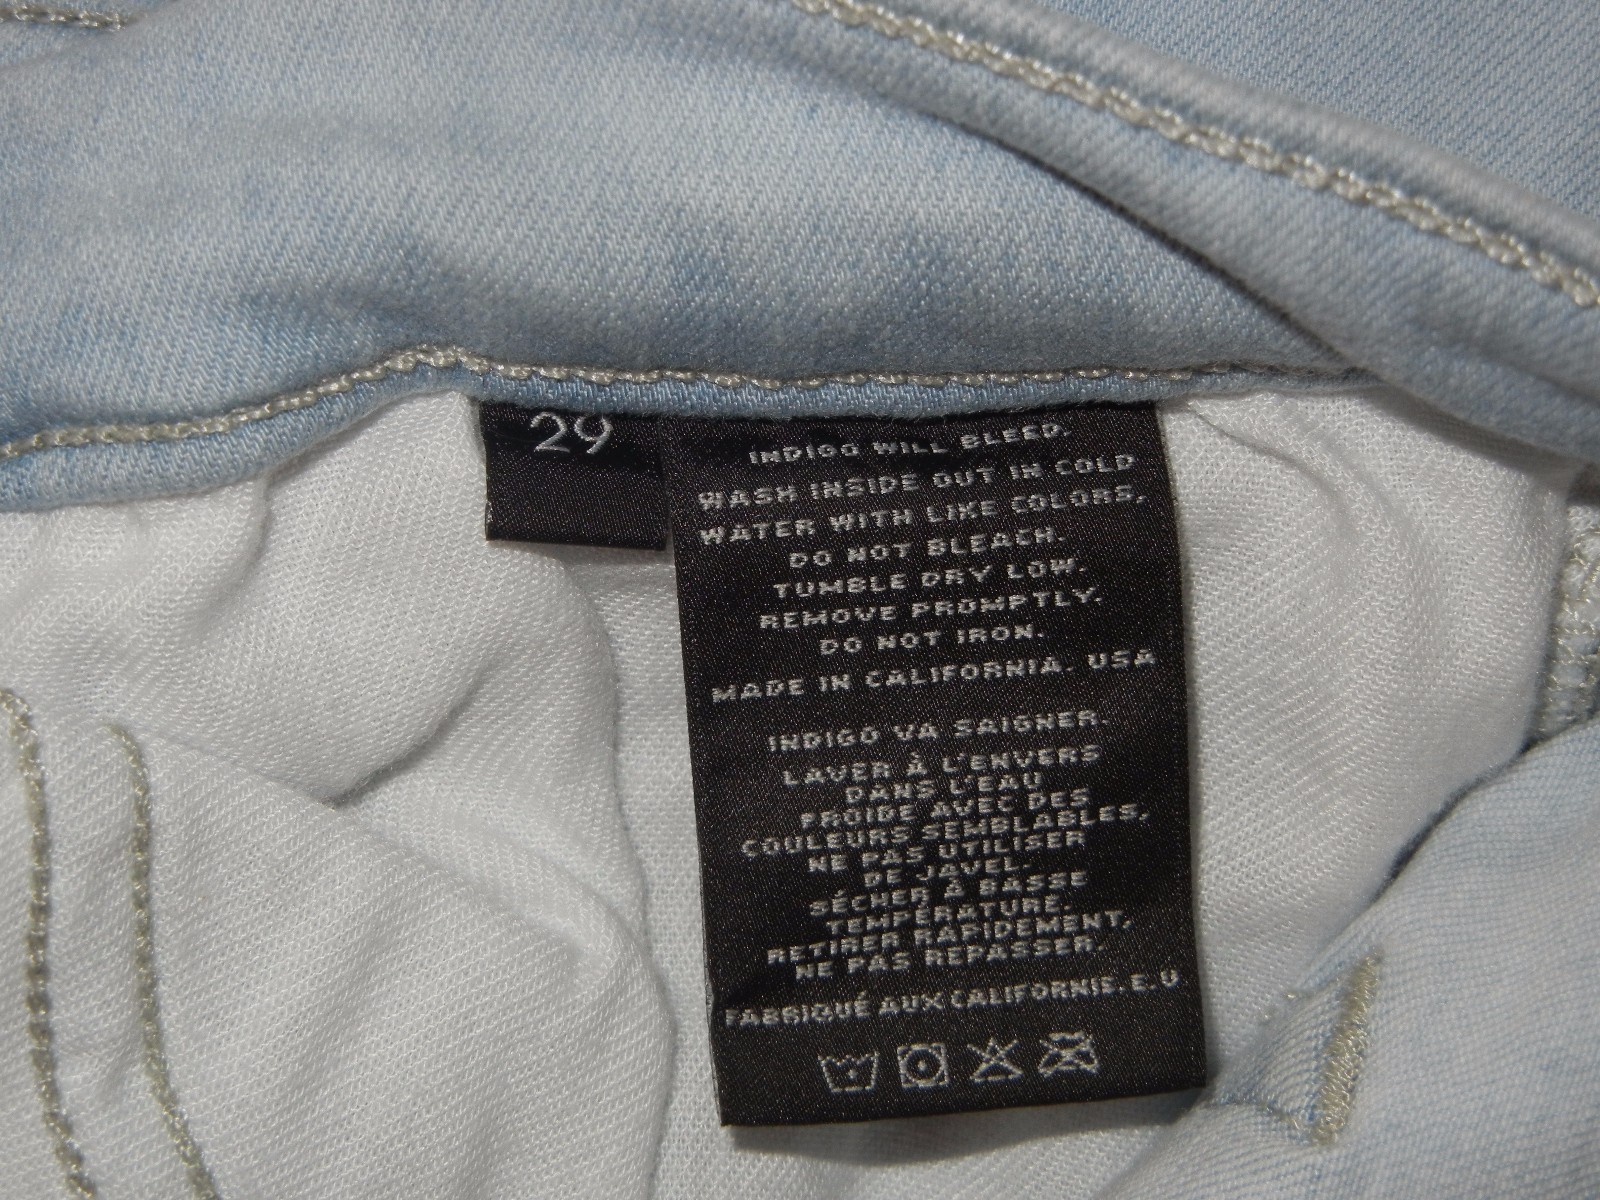 29
INDIGO WILL BLEED.
WASH INSIDE OUT IN COLD
WATER WITH LIKE COLORS,
DO NOT BLEACH.
TUMBLE DRY LOW.
REMOVE PROMPTLY.
DO NOT IRON.
MADE IN CALIFORNIA. USA
INDIGO VA SAIGNER.
LAVER À L'ENVERS
DANS L'EAU
FROIDE AVEC DES
COULEURS SEMBLABLES,
NE PAS UTILISER
DE JAVEL.
SÉCHER À BASSE
TEMPÉRATURE.
RETIRER RAPIDEMENT,
NE PAS REPASSER.
FABRIQUÉ AUX CALIFORNIE. E. U